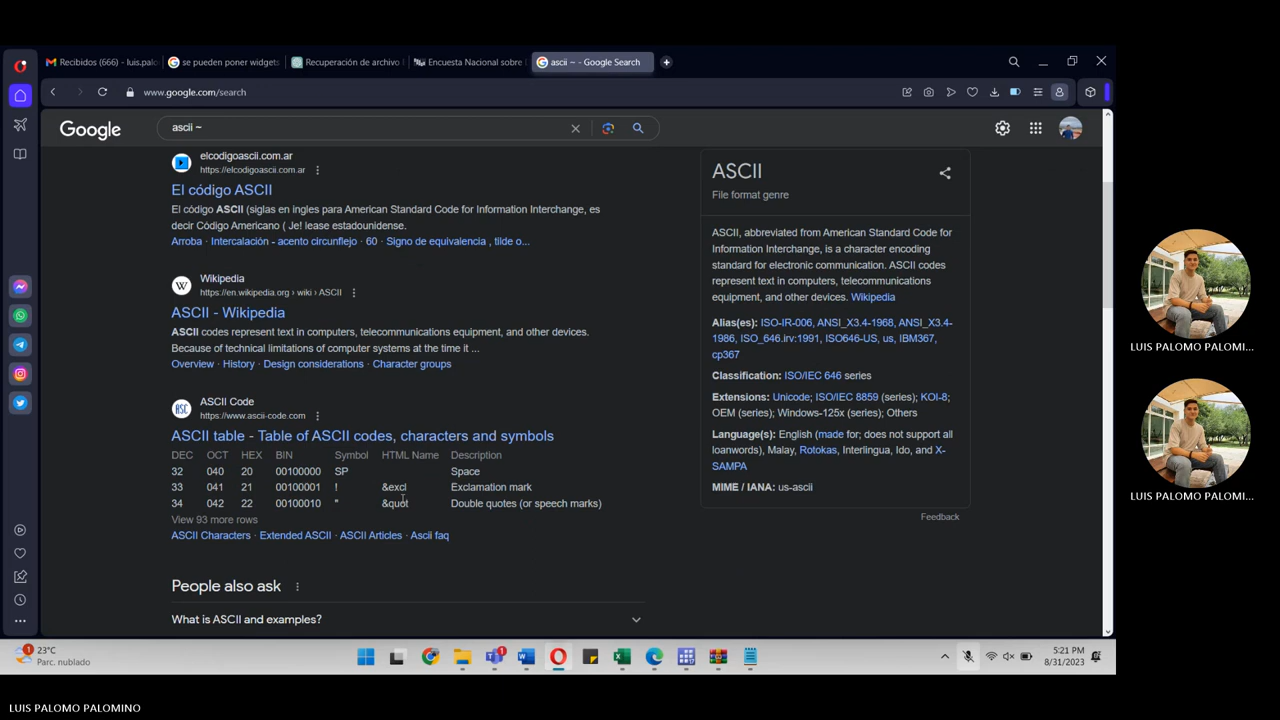 Recibidos (666) - luis.palo
se pueden poner widgets
Recuperación de archivo
Encuesta Nacional sobre
ascii ~ - Google Search
www.google.com/search
Google
ascii ~
elcodigoascii.com.ar
https://elcodigoascii.com.ar
El código ASCII
El código ASCII (siglas en ingles para American Standard Code for Information Interchange, es
decir Código Americano ( Je! lease estadounidense.
Arroba · Intercalación - acento circunflejo · 60 · Signo de equivalencia , tilde o...
Wikipedia
https://en.wikipedia.org › wiki › ASCII
ASCII - Wikipedia
ASCII codes represent text in computers, telecommunications equipment, and other devices.
Because of technical limitations of computer systems at the time it ...
Overview · History · Design considerations · Character groups
ASCII Code
https://www.ascii-code.com
ASCII table - Table of ASCII codes, characters and symbols
DEC OCT HEX BIN Symbol HTML Name Description
32 040 20 00100000 SP Space
33 041 21 00100001 ! &excl Exclamation mark
34 042 22 00100010 " &quot Double quotes (or speech marks)
View 93 more rows
ASCII Characters · Extended ASCII · ASCII Articles · Ascii faq
People also ask
What is ASCII and examples?
ASCII
File format genre
ASCII, abbreviated from American Standard Code for
Information Interchange, is a character encoding
standard for electronic communication. ASCII codes
represent text in computers, telecommunications
equipment, and other devices. Wikipedia
Alias(es): ISO-IR-006, ANSI_X3.4-1968, ANSI_X3.4-
1986, ISO_646.irv:1991, ISO646-US, us, IBM367,
cp367
Classification: ISO/IEC 646 series
Extensions: Unicode; ISO/IEC 8859 (series); KOI-8;
OEM (series); Windows-125x (series); Others
Language(s): English (made for; does not support all
loanwords), Malay, Rotokas, Interlingua, Ido, and X-
SAMPA
MIME / IANA: us-ascii
Feedback
LUIS PALOMO PALOMI...
LUIS PALOMO PALOMI...
1
23°C
Parc. nublado
1
5:21 PM
8/31/2023
LUIS PALOMO PALOMINO